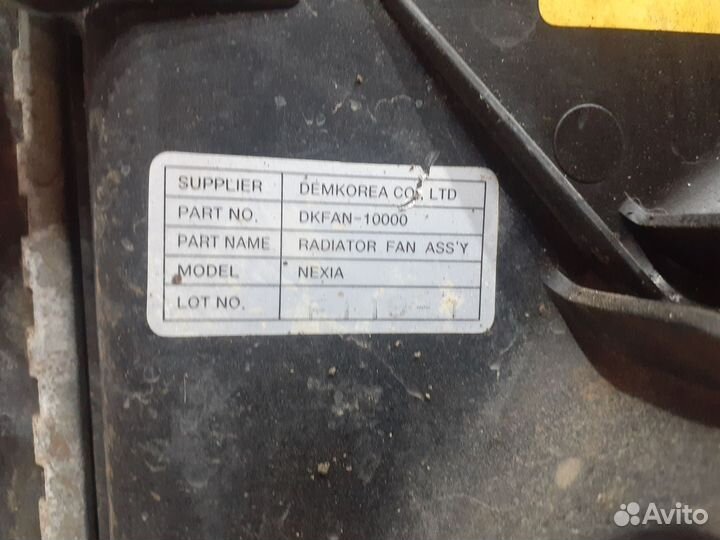 SUPPLIER DEMKOREA CO., LTD
PART NO. DKFAN-10000
PART NAME RADIATOR FAN ASS'Y
MODEL NEXIA
LOT NO.
Avito